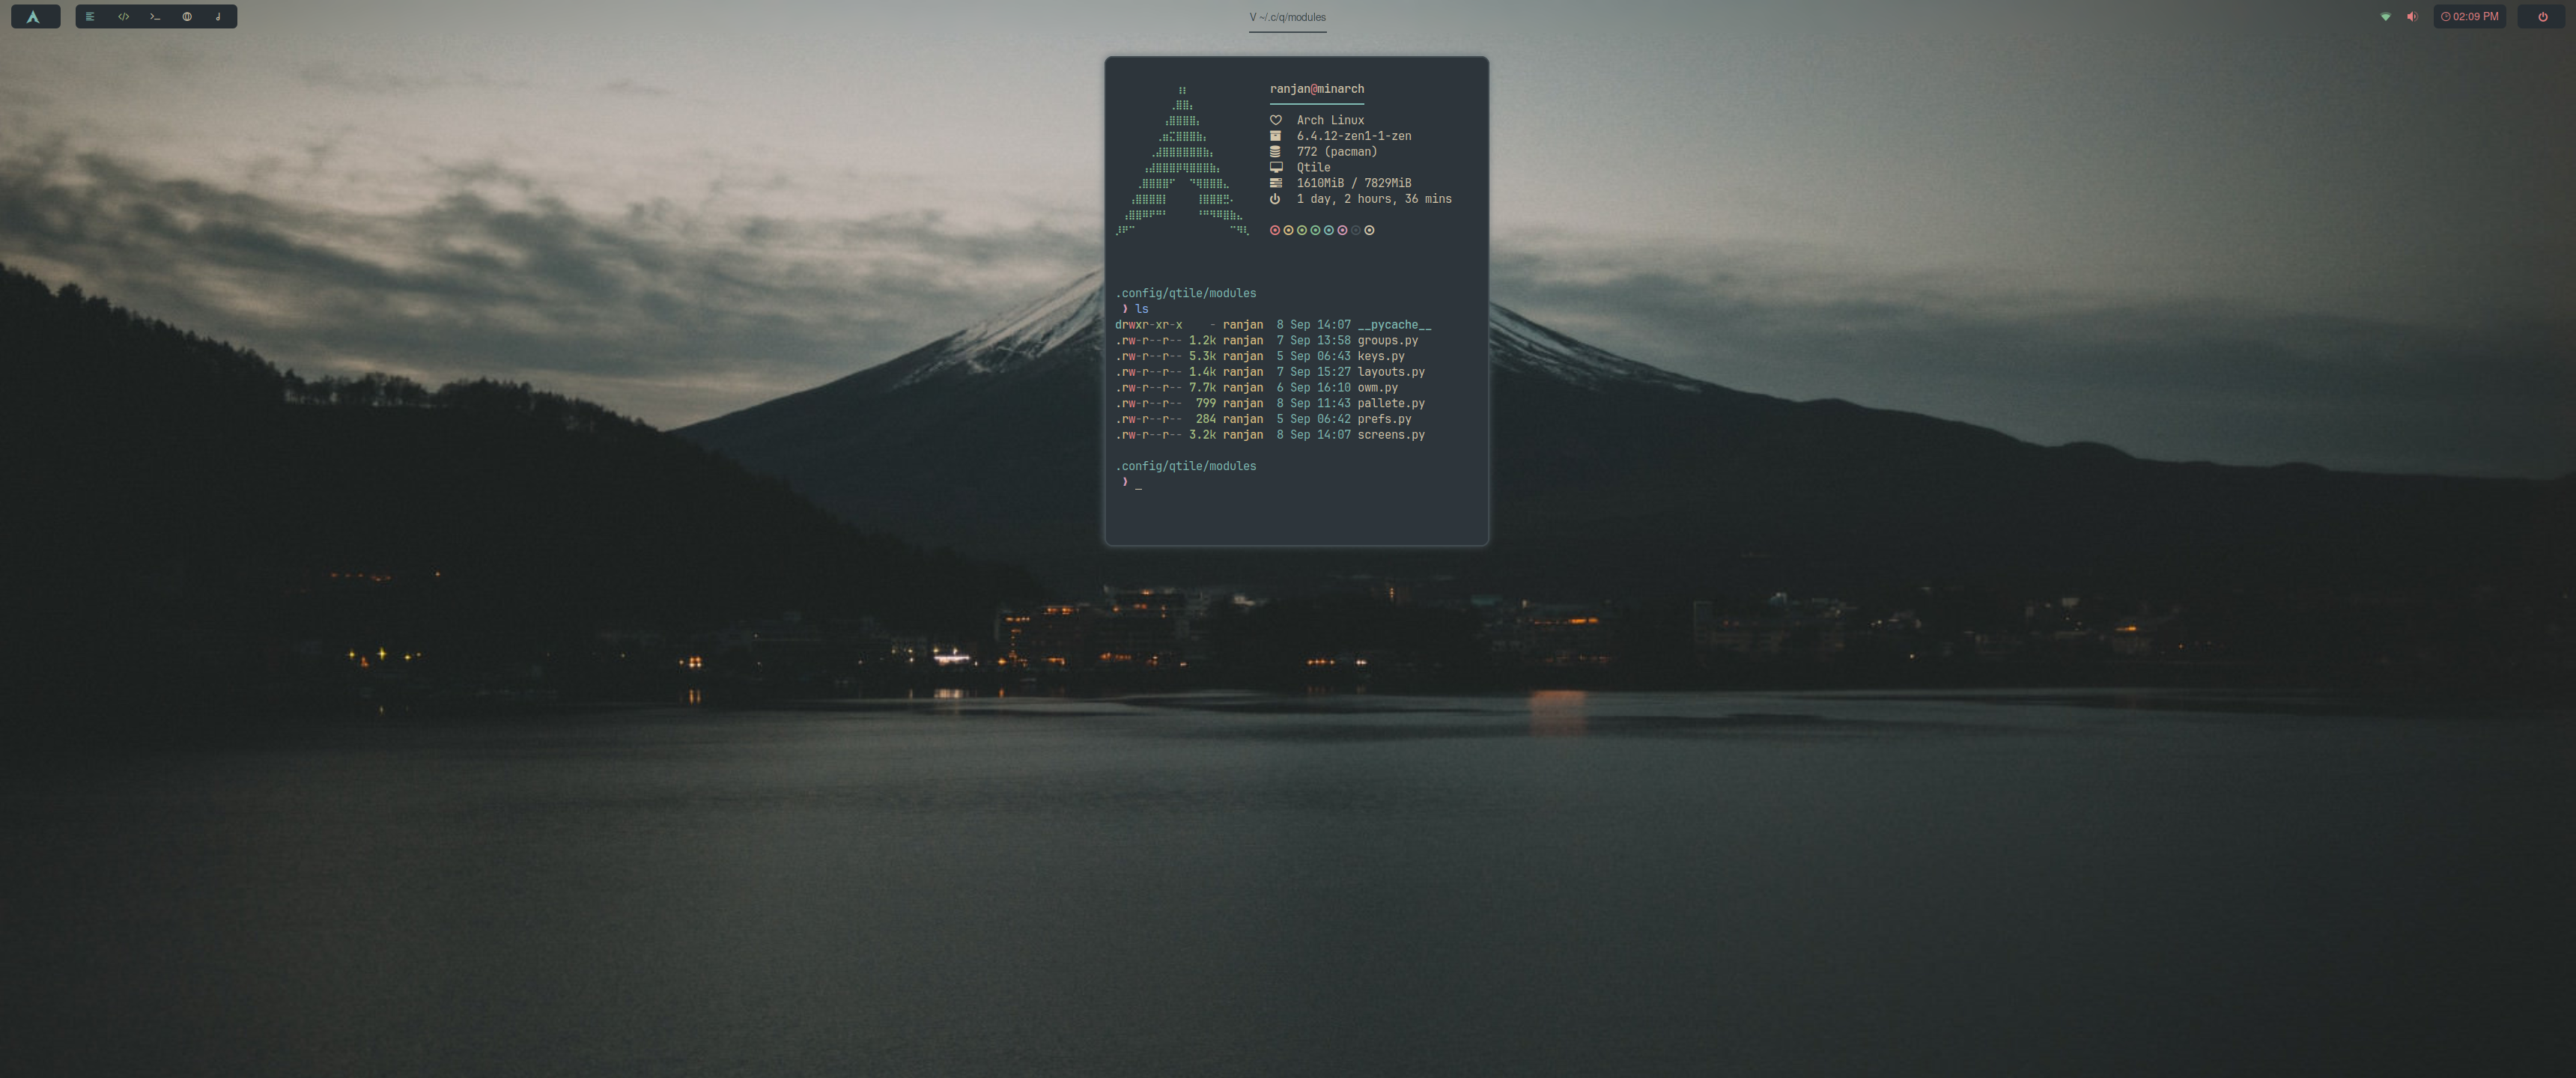 V ~/.c/q/modules
02:09 PM
ranjan@minarch
Arch Linux
6.4.12-zen1-1-zen
772 (pacman)
Qtile
1610MiB / 7829MiB
1 day, 2 hours, 36 mins
.config/qtile/modules
❱ ls
drwxr-xr-x    - ranjan  8 Sep 14:07 __pycache__
.rw-r--r-- 1.2k ranjan  7 Sep 13:58 groups.py
.rw-r--r-- 5.3k ranjan  5 Sep 06:43 keys.py
.rw-r--r-- 1.4k ranjan  7 Sep 15:27 layouts.py
.rw-r--r-- 7.7k ranjan  6 Sep 16:10 owm.py
.rw-r--r--  799 ranjan  8 Sep 11:43 pallete.py
.rw-r--r--  284 ranjan  5 Sep 06:42 prefs.py
.rw-r--r-- 3.2k ranjan  8 Sep 14:07 screens.py
.config/qtile/modules
❱ _